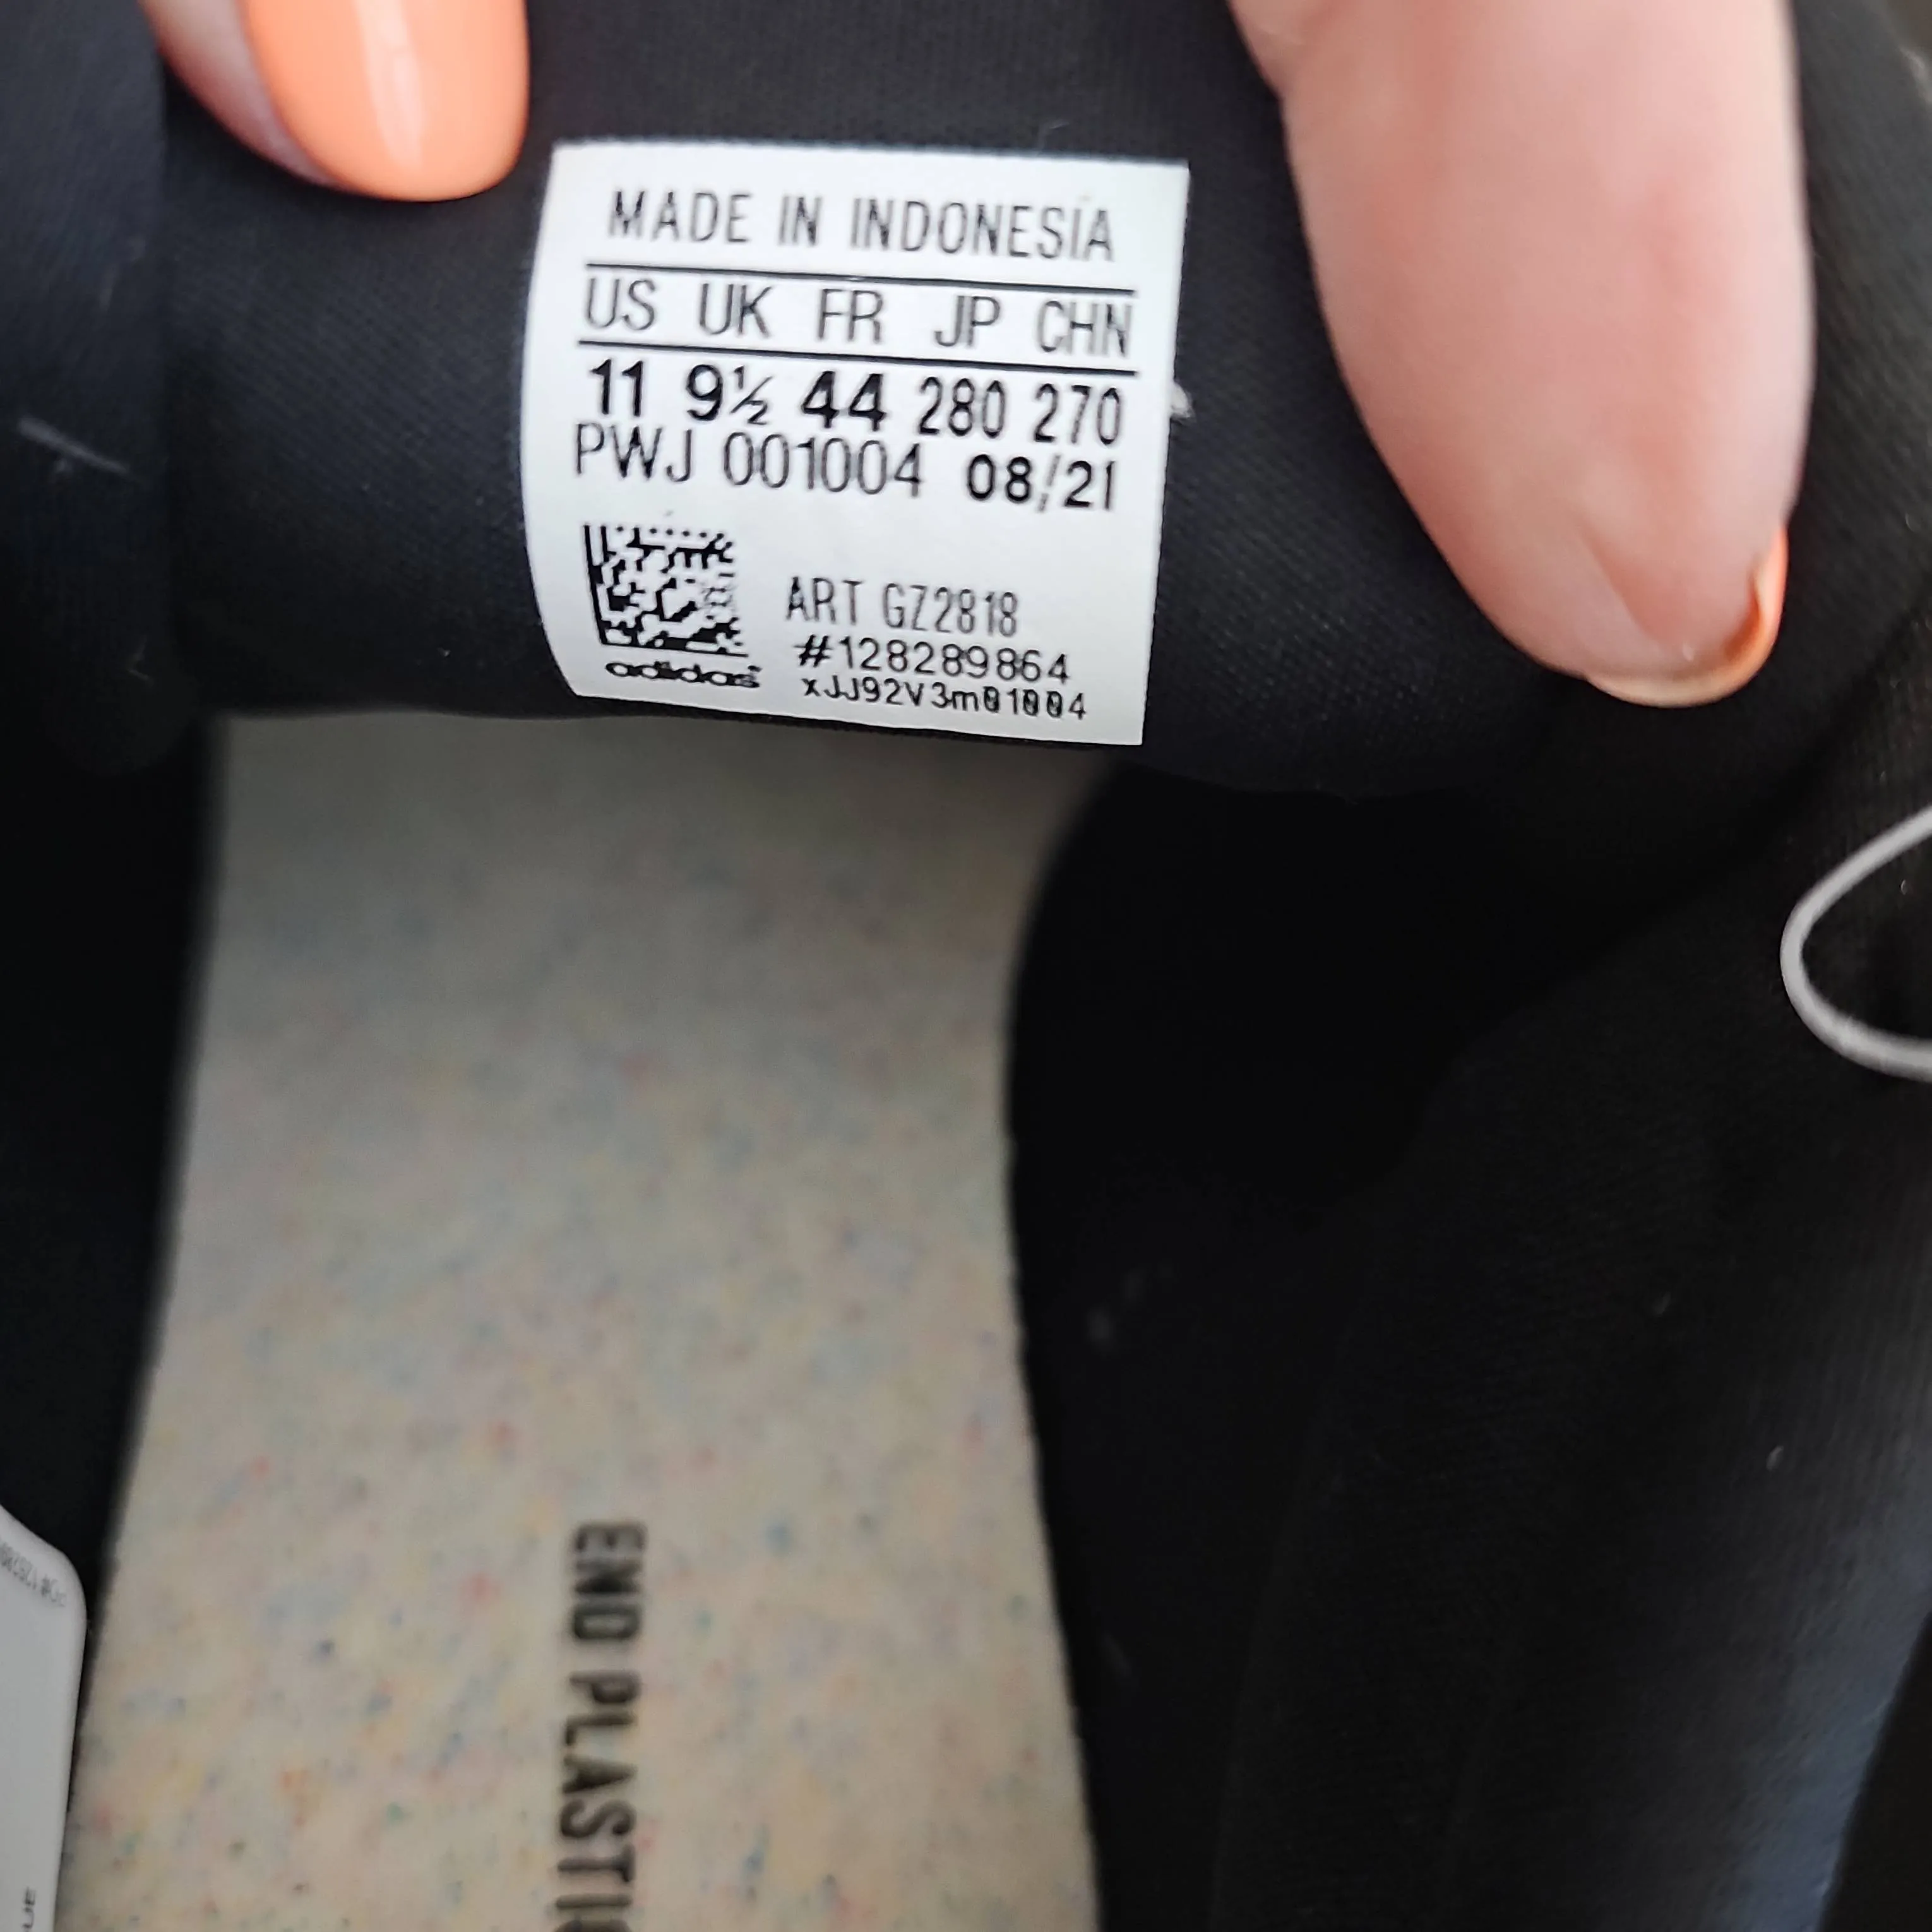 MADE IN INDONESIA
US UK FR JP CHN
11 9½ 44 280 270
PWJ 001004 08/21
ART GZ2818
#128289864
adidas
xJJ92V3m01004
END PLASTIC